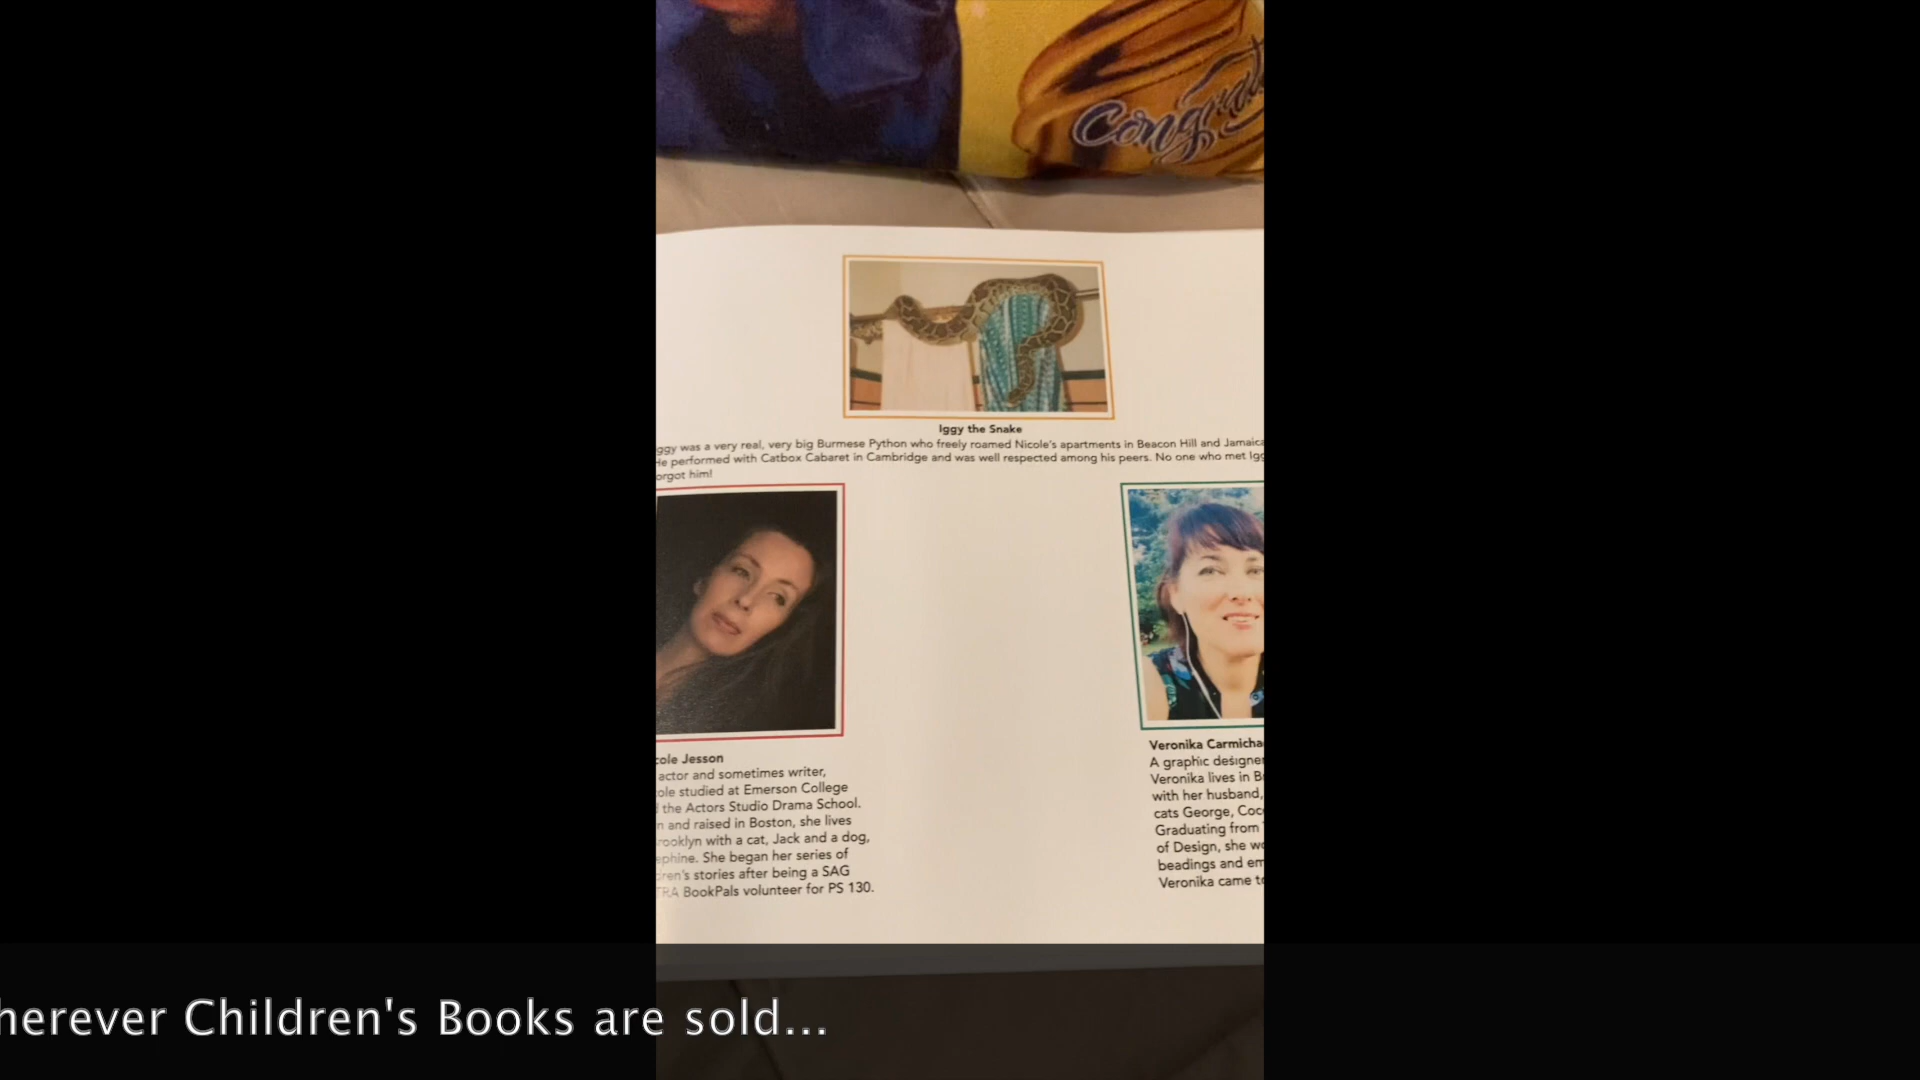 Congrat
Iggy the Snake
ggy was a very real, very big Burmese Python who freely roamed Nicole's apartments in Beacon Hill and Jamaica
He performed with Catbox Cabaret in Cambridge and was well respected among his peers. No one who met Igg
orgot him!
cole Jesson
actor and sometimes writer,
ole studied at Emerson College
the Actors Studio Drama School.
n and raised in Boston, she lives
rooklyn with a cat, Jack and a dog,
ephine. She began her series of
dren's stories after being a SAG
TRA BookPals volunteer for PS 130.
Veronika Carmicha
A graphic designer
Veronika lives in B
with her husband,
cats George, Coc
Graduating from
of Design, she wo
beadings and em
Veronika came to
herever Children's Books are sold...